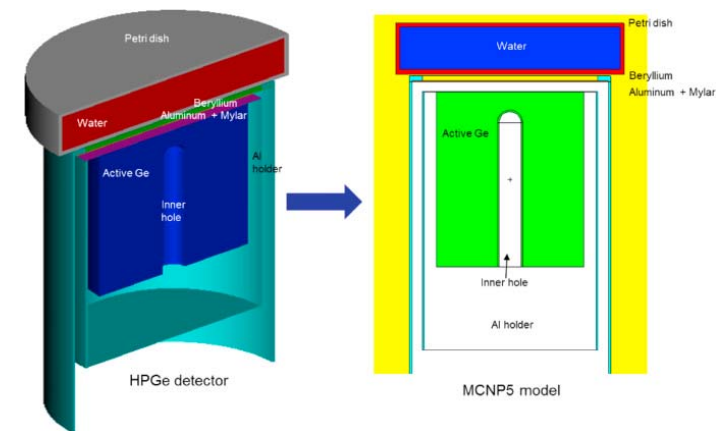 Petri dish
Water
Beryllium
Aluminum + Mylar
Active Ge
Al
holder
Inner
hole
HPGe detector
Petri dish
Water
Beryllium
Aluminum + Mylar
Active Ge
Inner hole
Al holder
MCNP5 model